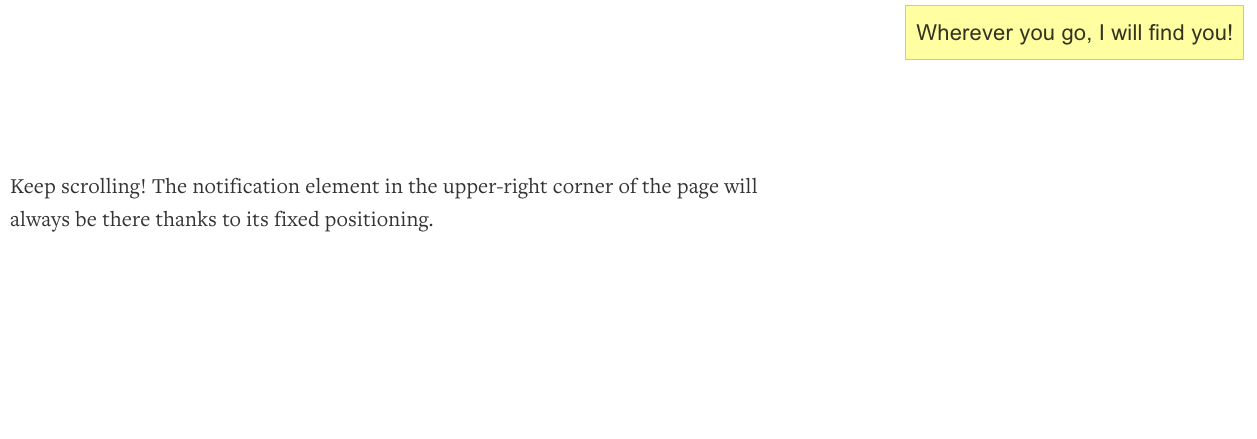 Wherever you go, I will find you!
Keep scrolling! The notification element in the upper-right corner of the page will
always be there thanks to its fixed positioning.